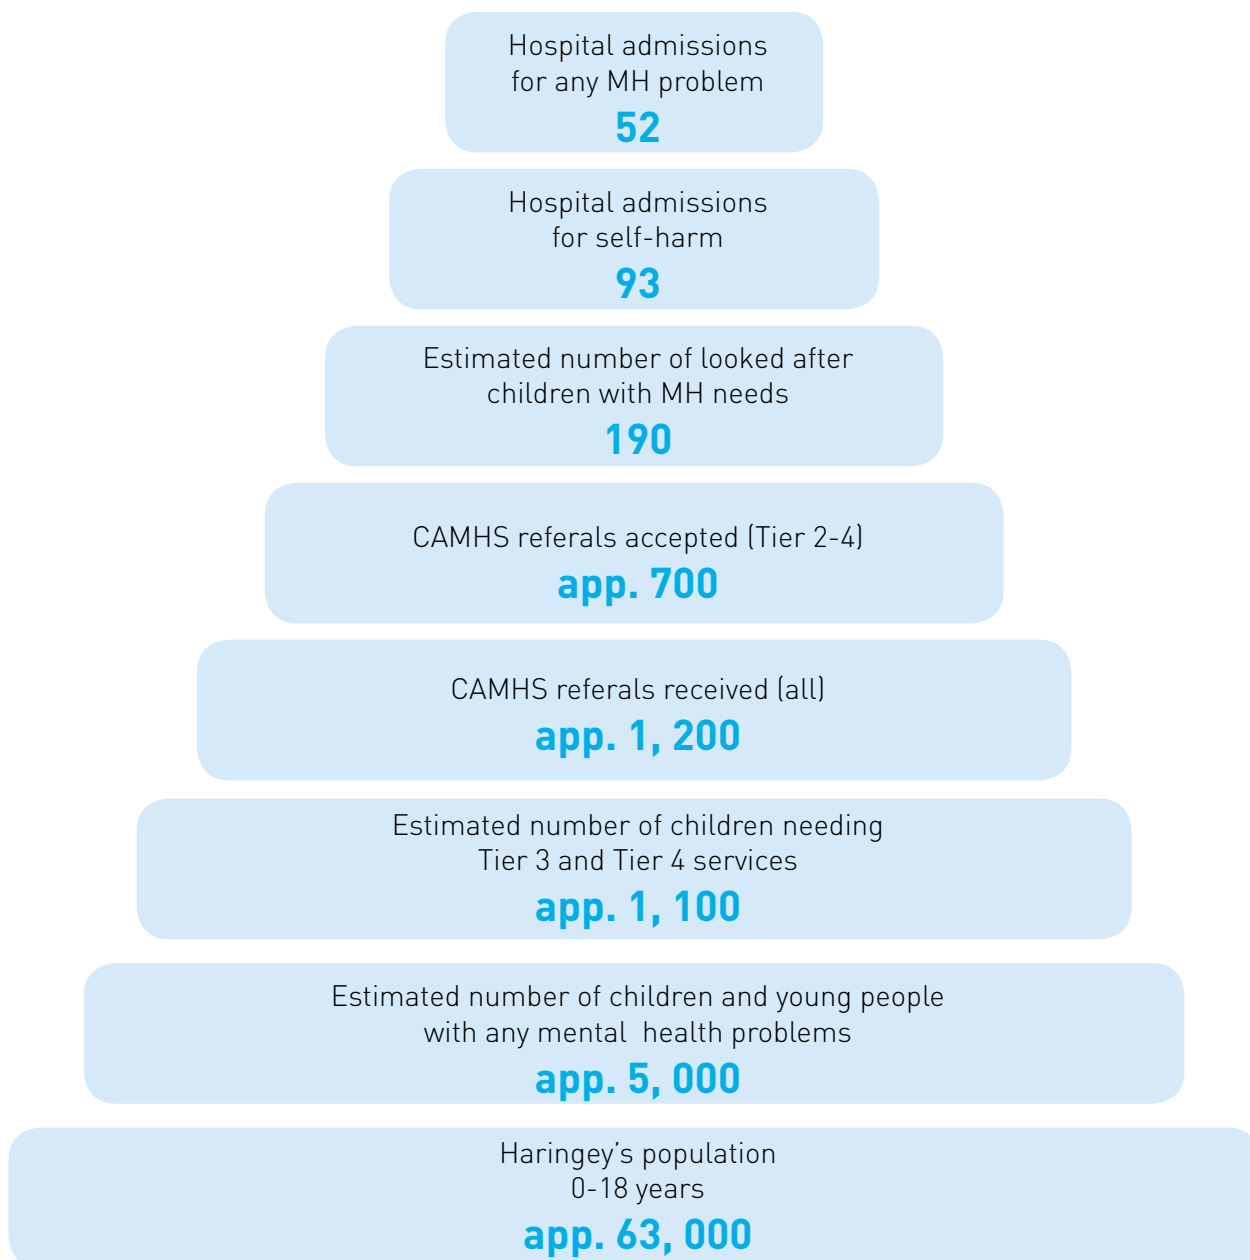 Hospital admissions
for any MH problem
52
Hospital admissions
for self-harm
93
Estimated number of looked after
children with MH needs
190
CAMHS referals accepted (Tier 2-4)
app. 700
CAMHS referals received (all)
app. 1, 200
Estimated number of children needing
Tier 3 and Tier 4 services
app. 1, 100
Estimated number of children and young people
with any mental  health problems
app. 5, 000
Haringey’s population
0-18 years
app. 63, 000